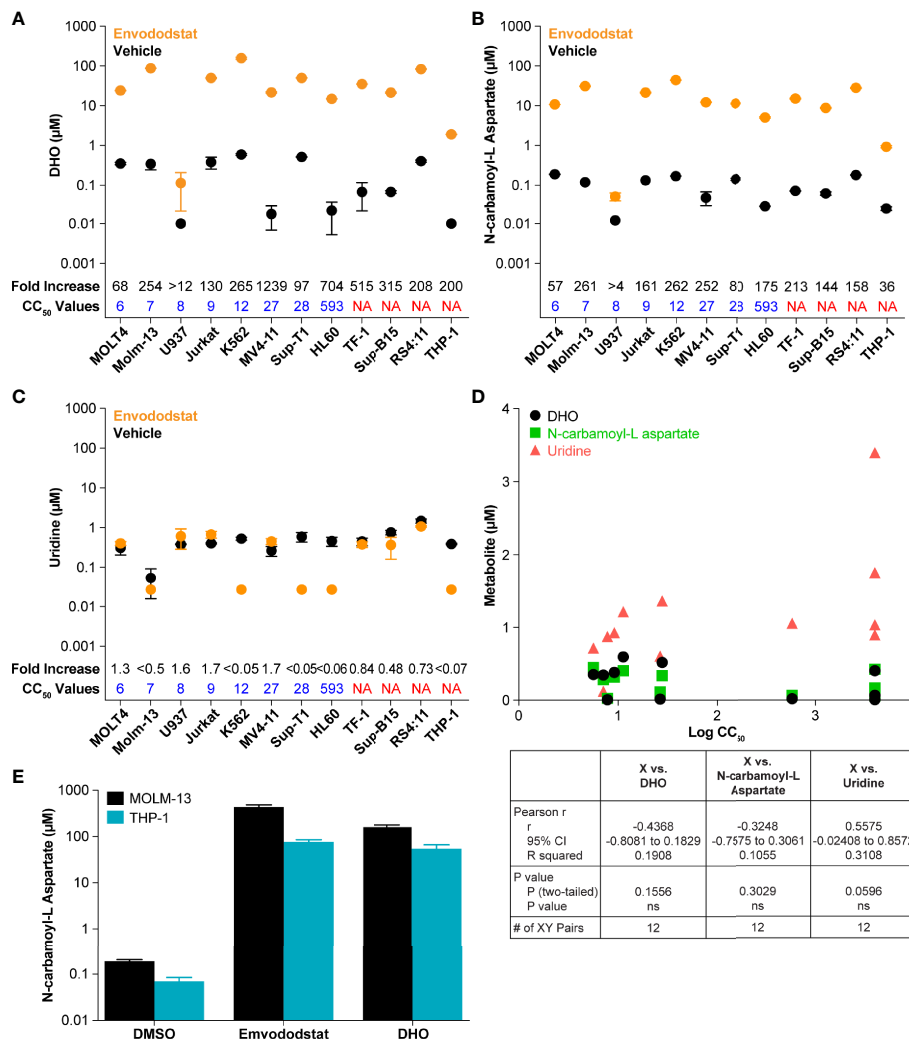 A
Envododstat
Vehicle
DHO (µM)
1000
100
10
1
0.1
0.01
0.001
Fold Increase 68 254 >12 130 265 1239 97 704 515 315 208 200
CC50 Values 6 7 8 9 12 27 28 593 NA NA NA NA
MOLT4 Molm-13 U937 Jurkat K562 MV4-11 Sup-T1 HL60 TF-1 Sup-B15 RS4:11 THP-1
B
Envododstat
Vehicle
N-carbamoyl-L Aspartate (µM)
1000
100
10
1
0.1
0.01
0.001
Fold Increase 57 261 >4 161 262 252 80 175 213 144 158 36
CC50 Values 6 7 8 9 12 27 23 593 NA NA NA NA
MOLT4 Molm-13 U937 Jurkat K562 MV4-11 Sup-T1 HL60 TF-1 Sup-B15 RS4:11 THP-1
C
Envododstat
Vehicle
Uridine (µM)
1000
100
10
1
0.1
0.01
0.001
Fold Increase 1.3 <0.5 1.6 1.7 <0.05 1.7 <0.05 <0.06 0.84 0.48 0.73 <0.07
CC50 Values 6 7 8 9 12 27 28 593 NA NA NA NA
MOLT4 Molm-13 U937 Jurkat K562 MV4-11 Sup-T1 HL60 TF-1 Sup-B15 RS4:11 THP-1
D
DHO
N-carbamoyl-L aspartate
Uridine
Metabolite (µM)
4
3
2
1
0
0 1 2 3
Log CC50
X vs. DHO X vs. N-carbamoyl-L Aspartate X vs. Uridine
Pearson r
r -0.4368 -0.3248 0.5575
95% CI -0.8081 to 0.1829 -0.7575 to 0.3061 -0.02408 to 0.857
R squared 0.1908 0.1055 0.3108
P value
P (two-tailed) 0.1556 0.3029 0.0596
P value ns ns ns
# of XY Pairs 12 12 12
E
MOLM-13
THP-1
N-carbamoyl-L Aspartate (µM)
1000
100
10
1
0.1
0.01
DMSO Emvododstat DHO